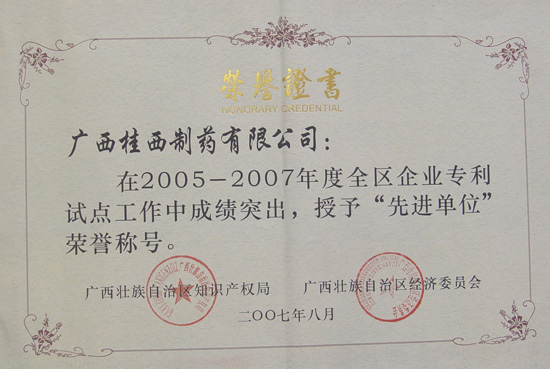 榮譽證書
HONORARY CREDENTIAL
广西桂西制药有限公司：
在2005－2007年度全区企业专利
试点工作中成绩突出，授予“先进单位”
荣誉称号。
广西壮族自治区知识产权局　广西壮族自治区经济委员会
二〇〇七年八月